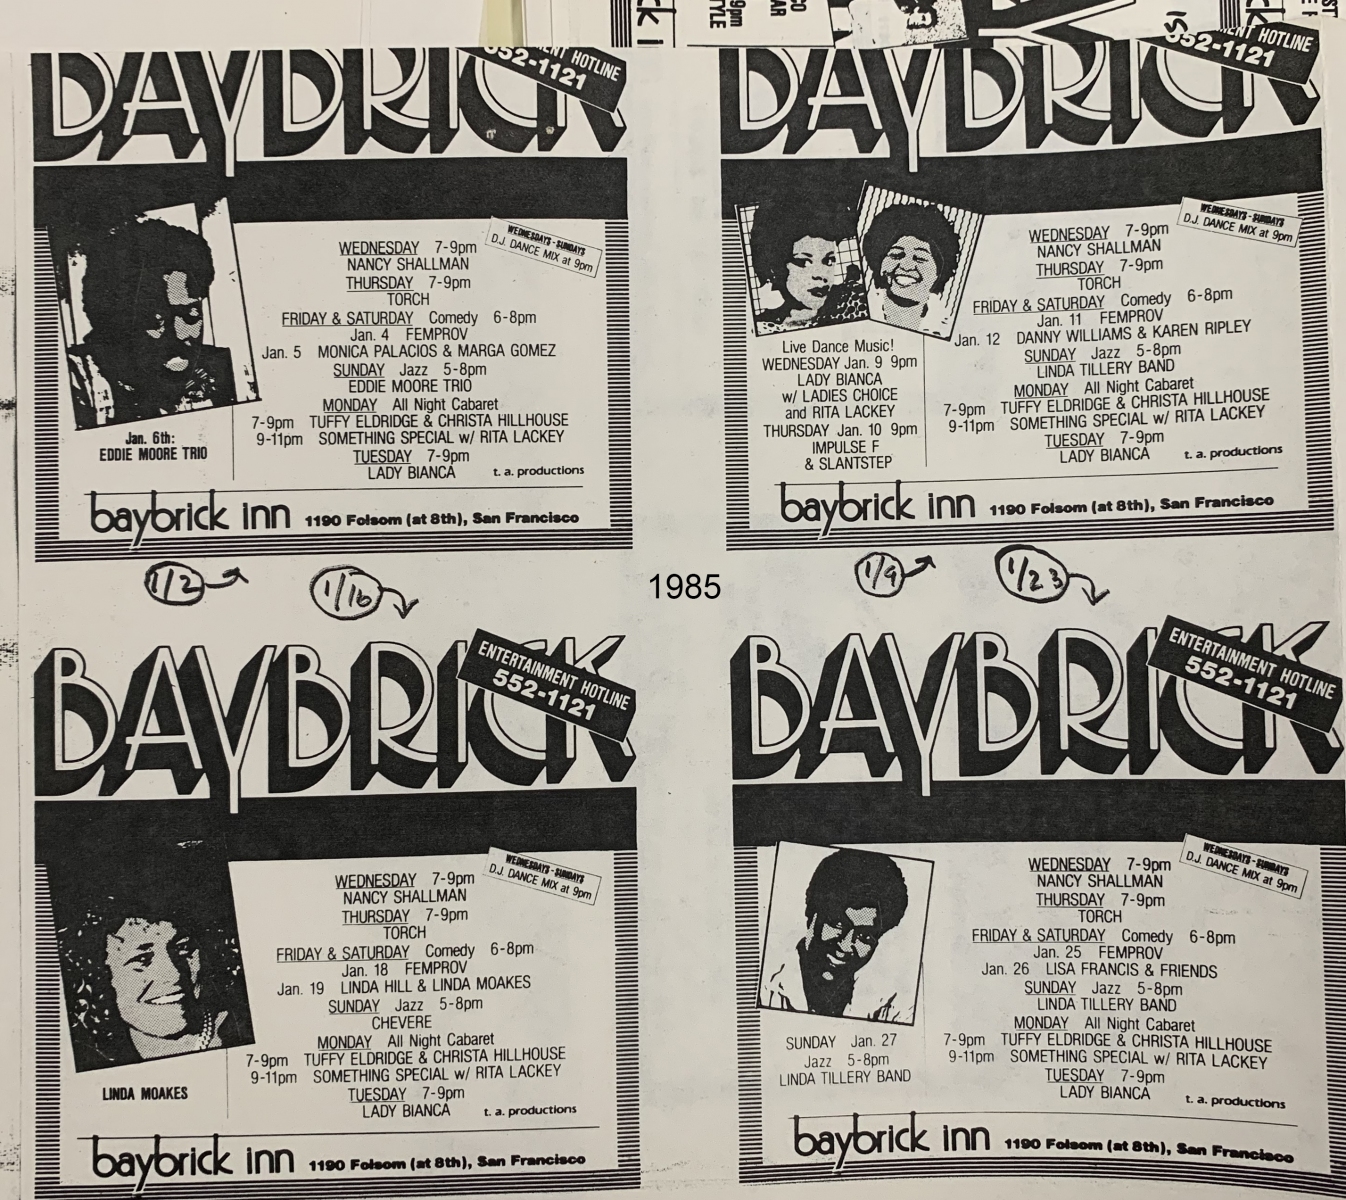 9pm
TYLE
CO
AR
ck i
BAYBRICK
ENT HOTLINE
552-1121
WEDNESDAYS - SUNDAYS
D.J. DANCE MIX at 9pm
WEDNESDAY 7-9pm
NANCY SHALLMAN
THURSDAY 7-9pm
TORCH
FRIDAY & SATURDAY Comedy 6-8pm
Jan. 4 FEMPROV
Jan. 5 MONICA PALACIOS & MARGA GOMEZ
SUNDAY Jazz 5-8pm
EDDIE MOORE TRIO
MONDAY All Night Cabaret
7-9pm TUFFY ELDRIDGE & CHRISTA HILLHOUSE
9-11pm SOMETHING SPECIAL w/ RITA LACKEY
TUESDAY 7-9pm
LADY BIANCA t. a. productions
Jan. 6th:
EDDIE MOORE TRIO
baybrick inn 1190 Folsom (at 8th), San Francisco
BAYBRICK
ENT HOTLINE
552-1121
WEDNESDAYS - SUNDAYS
D.J. DANCE MIX at 9pm
WEDNESDAY 7-9pm
NANCY SHALLMAN
THURSDAY 7-9pm
TORCH
FRIDAY & SATURDAY Comedy 6-8pm
Jan. 11 FEMPROV
Jan. 12 DANNY WILLIAMS & KAREN RIPLEY
SUNDAY Jazz 5-8pm
LINDA TILLERY BAND
MONDAY All Night Cabaret
7-9pm TUFFY ELDRIDGE & CHRISTA HILLHOUSE
9-11pm SOMETHING SPECIAL w/ RITA LACKEY
TUESDAY 7-9pm
LADY BIANCA t. a. productions
Live Dance Music!
WEDNESDAY Jan. 9 9pm
LADY BIANCA
w/ LADIES CHOICE
and RITA LACKEY
THURSDAY Jan. 10 9pm
IMPULSE F
& SLANTSTEP
baybrick inn 1190 Folsom (at 8th), San Francisco
1/2 1/16 1985 1/9 1/23
BAYBRICK
ENTERTAINMENT HOTLINE
552-1121
WEDNESDAYS - SUNDAYS
D.J. DANCE MIX at 9pm
WEDNESDAY 7-9pm
NANCY SHALLMAN
THURSDAY 7-9pm
TORCH
FRIDAY & SATURDAY Comedy 6-8pm
Jan. 18 FEMPROV
Jan. 19 LINDA HILL & LINDA MOAKES
SUNDAY Jazz 5-8pm
CHEVERE
MONDAY All Night Cabaret
7-9pm TUFFY ELDRIDGE & CHRISTA HILLHOUSE
9-11pm SOMETHING SPECIAL w/ RITA LACKEY
TUESDAY 7-9pm
LADY BIANCA t. a. productions
LINDA MOAKES
baybrick inn 1190 Folsom (at 8th), San Francisco
BAYBRICK
ENTERTAINMENT HOTLINE
552-1121
WEDNESDAYS - SUNDAYS
D.J. DANCE MIX at 9pm
WEDNESDAY 7-9pm
NANCY SHALLMAN
THURSDAY 7-9pm
TORCH
FRIDAY & SATURDAY Comedy 6-8pm
Jan. 25 FEMPROV
Jan. 26 LISA FRANCIS & FRIENDS
SUNDAY Jazz 5-8pm
LINDA TILLERY BAND
MONDAY All Night Cabaret
7-9pm TUFFY ELDRIDGE & CHRISTA HILLHOUSE
9-11pm SOMETHING SPECIAL w/ RITA LACKEY
TUESDAY 7-9pm
LADY BIANCA t. a. productions
SUNDAY Jan. 27
Jazz 5-8pm
LINDA TILLERY BAND
baybrick inn 1190 Folsom (at 8th), San Francisco